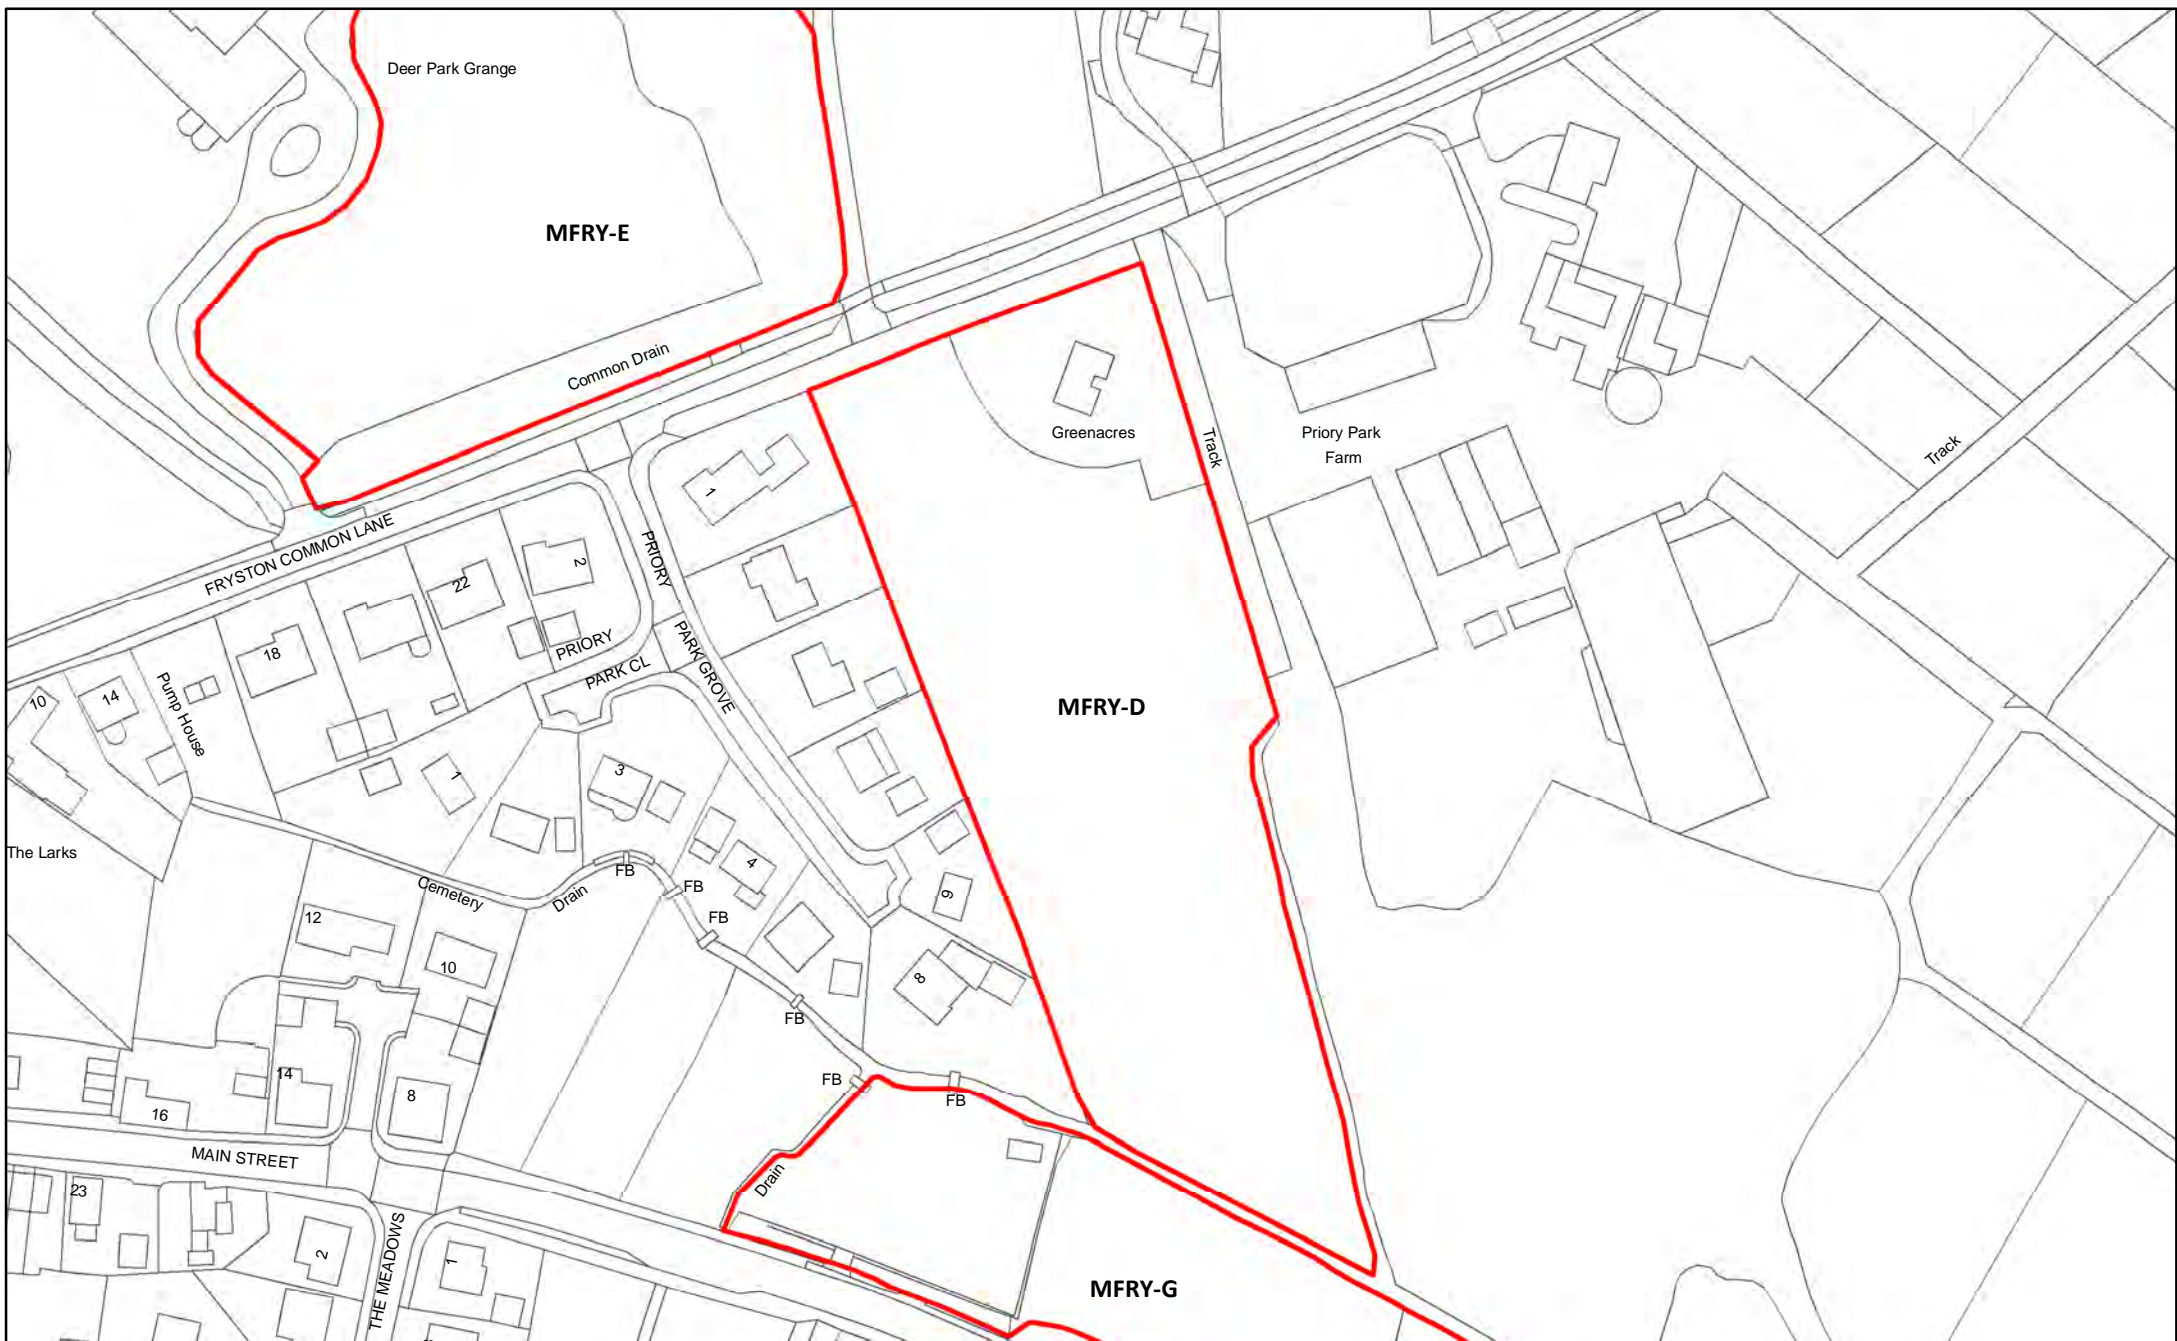 Deer Park Grange
MFRY-E
Common Drain
Greenacres
Track
Priory Park
Farm
Track
FRYSTON COMMON LANE
1
PRIORY
PARK GROVE
2
22
18
PRIORY
PARK CL
14
10
Pump House
MFRY-D
1
3
4
The Larks
Cemetery
Drain
FB
FB
FB
FB
FB
FB
9
8
12
10
14
8
16
MAIN STREET
23
2
1
THE MEADOWS
Drain
MFRY-G